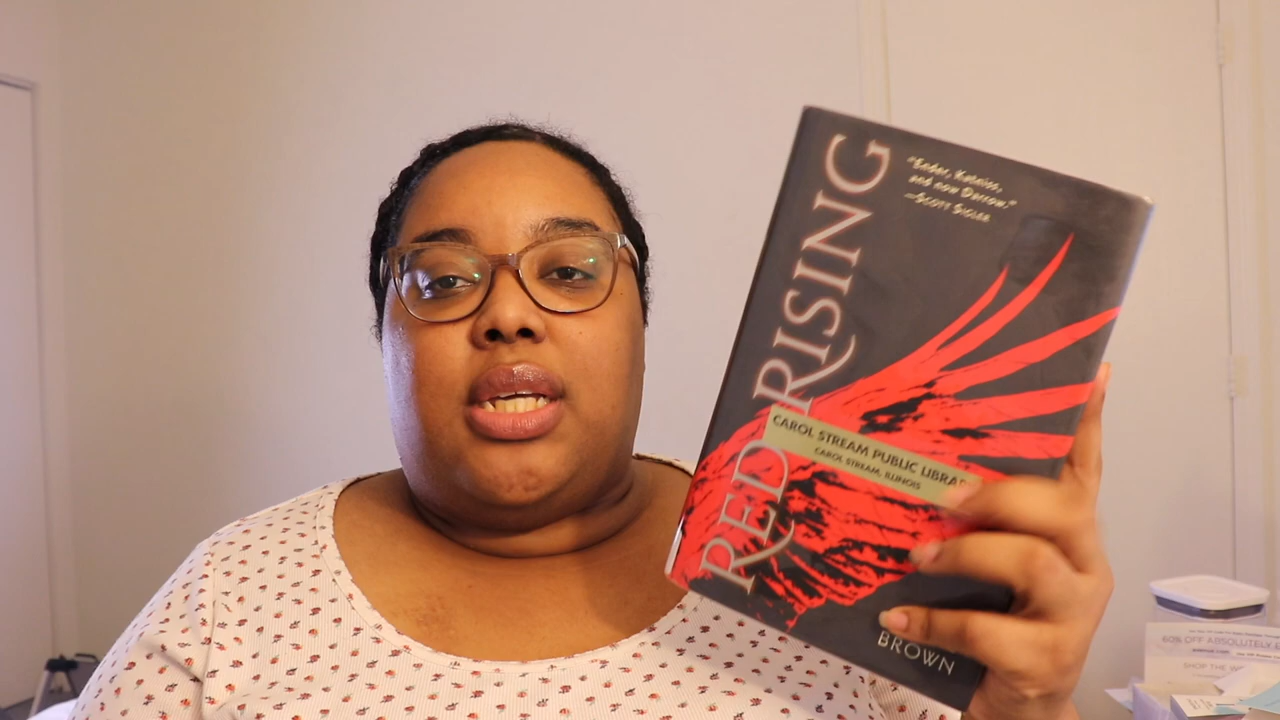 RED RISING
"Ender, Katniss,
and now Darrow."
—SCOTT SIGLER
CAROL STREAM PUBLIC LIBRA
CAROL STREAM, ILLINOIS
BROWN
60% OFF ABSOLUTELY E
SHOP THE W